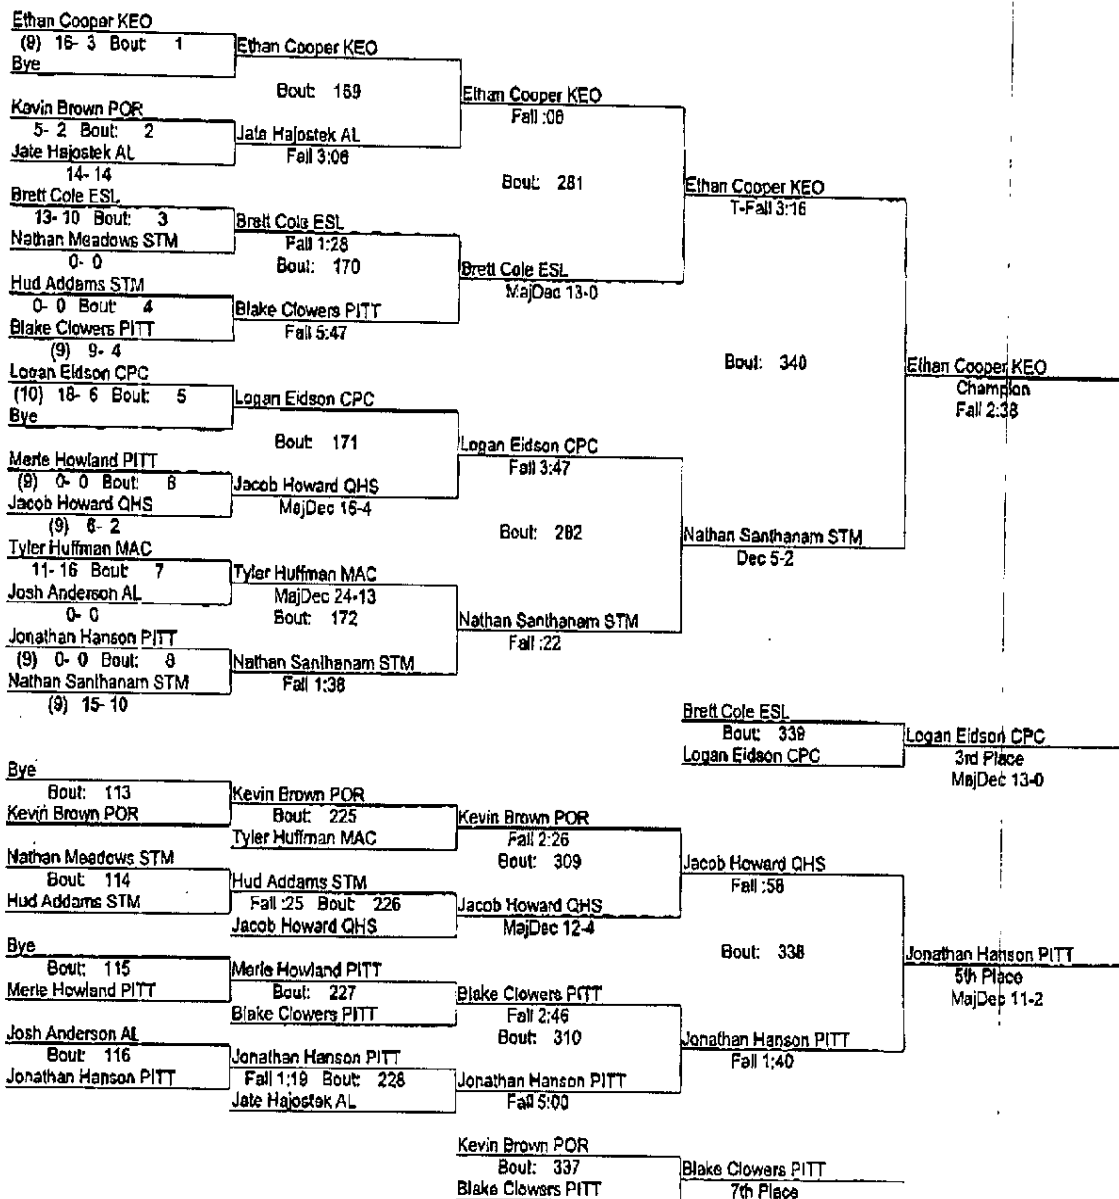 Ethan Cooper KEO
(9) 16- 3 Bout: 1
Bye
Kevin Brown POR
5- 2 Bout: 2
Jate Hajostek AL
14- 14
Brett Cole ESL
13- 10 Bout: 3
Nathan Meadows STM
0- 0
Hud Addams STM
0- 0 Bout: 4
Blake Clowers PITT
(9) 9- 4
Logan Eidson CPC
(10) 18- 6 Bout: 5
Bye
Merle Howland PITT
(9) 0- 0 Bout: 6
Jacob Howard QHS
(9) 6- 2
Tyler Huffman MAC
11- 16 Bout: 7
Josh Anderson AL
0- 0
Jonathan Hanson PITT
(9) 0- 0 Bout: 8
Nathan Santhanam STM
(9) 15- 10
Ethan Cooper KEO
Bout: 169
Jate Hajostek AL
Fall 3:06
Brett Cole ESL
Fall 1:28
Bout: 170
Blake Clowers PITT
Fall 5:47
Logan Eidson CPC
Bout: 171
Jacob Howard QHS
MajDec 16-4
Tyler Huffman MAC
MajDec 24-13
Bout: 172
Nathan Santhanam STM
Fall 1:38
Ethan Cooper KEO
Fall :06
Bout: 281
Brett Cole ESL
MajDec 13-0
Logan Eidson CPC
Fall 3:47
Bout: 282
Nathan Santhanam STM
Fall :22
Ethan Cooper KEO
T-Fall 3:16
Bout: 340
Nathan Santhanam STM
Dec 5-2
Ethan Cooper KEO
Champion
Fall 2:38
Brett Cole ESL
Bout: 339
Logan Eidson CPC
Logan Eidson CPC
3rd Place
MajDec 13-0
Bye
Bout: 113
Kevin Brown POR
Nathan Meadows STM
Bout: 114
Hud Addams STM
Bye
Bout: 115
Merle Howland PITT
Josh Anderson AL
Bout: 116
Jonathan Hanson PITT
Kevin Brown POR
Bout: 225
Tyler Huffman MAC
Hud Addams STM
Fall :25 Bout: 226
Jacob Howard QHS
Merle Howland PITT
Bout: 227
Blake Clowers PITT
Jonathan Hanson PITT
Fall 1:19 Bout: 228
Jate Hajostek AL
Kevin Brown POR
Fall 2:26
Bout: 309
Jacob Howard QHS
MajDec 12-4
Blake Clowers PITT
Fall 2:46
Bout: 310
Jonathan Hanson PITT
Fall 5:00
Jacob Howard QHS
Fall :58
Bout: 338
Jonathan Hanson PITT
Fall 1:40
Jonathan Hanson PITT
5th Place
MajDec 11-2
Kevin Brown POR
Bout: 337
Blake Clowers PITT
Blake Clowers PITT
7th Place